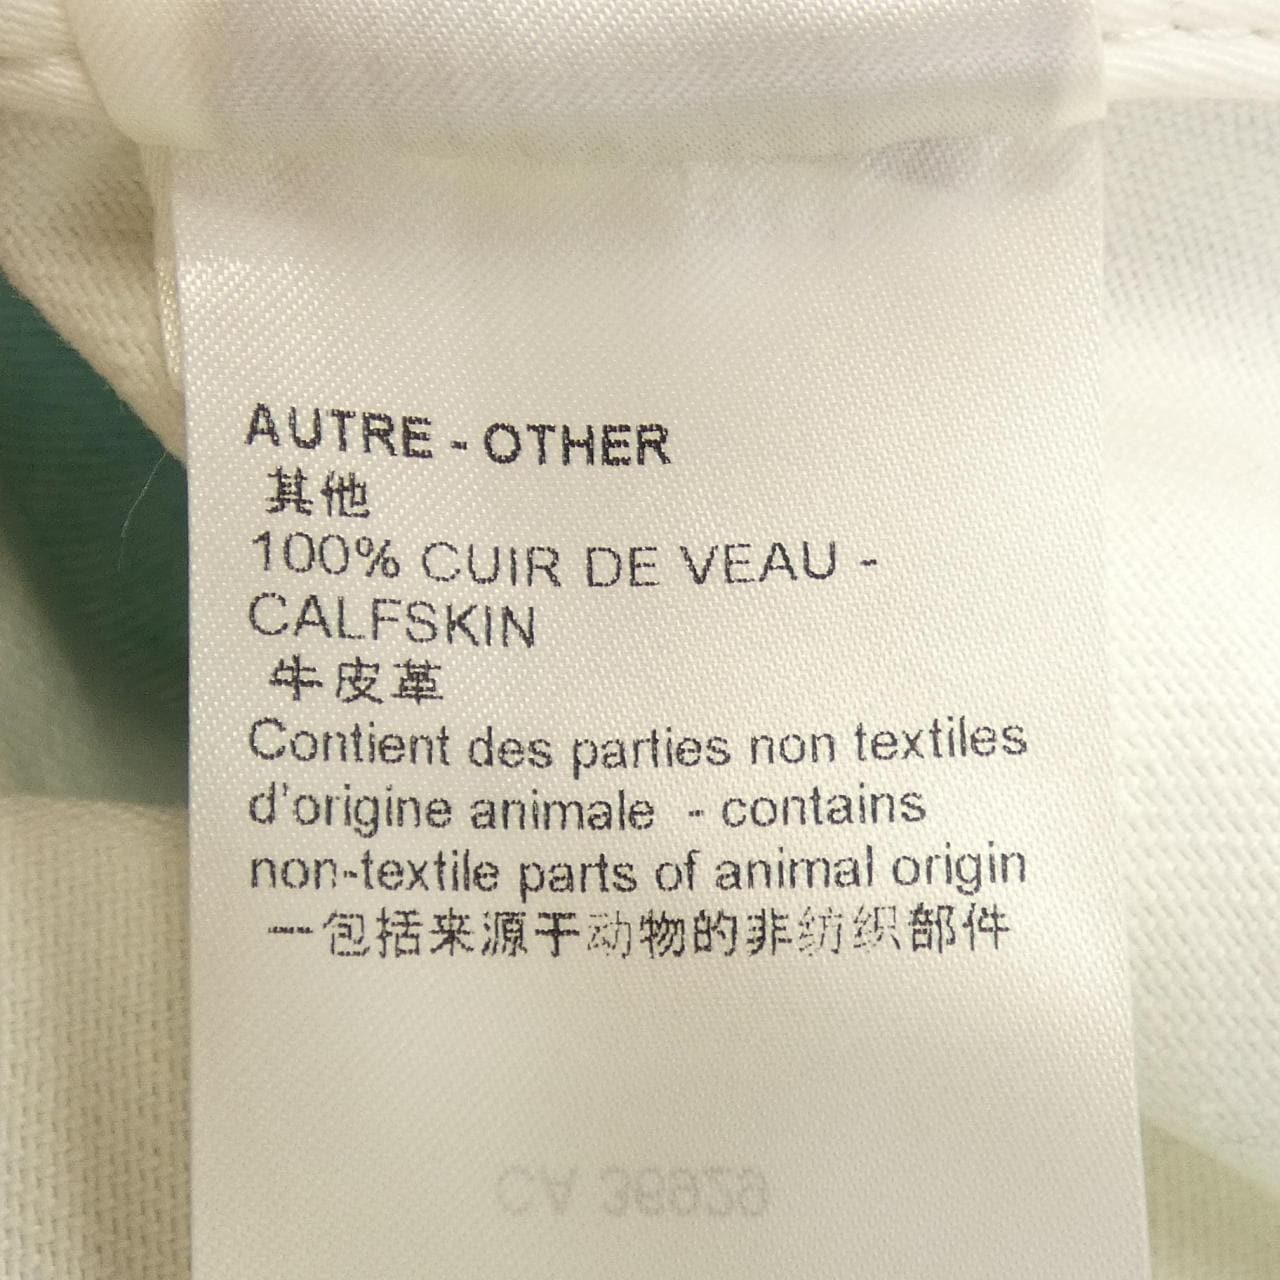 AUTRE - OTHER
其他
100% CUIR DE VEAU -
CALFSKIN
牛皮革
Contient des parties non textiles
d'origine animale - contains
non-textile parts of animal origin
一包括来源于动物的非纺织部件
CA 36929